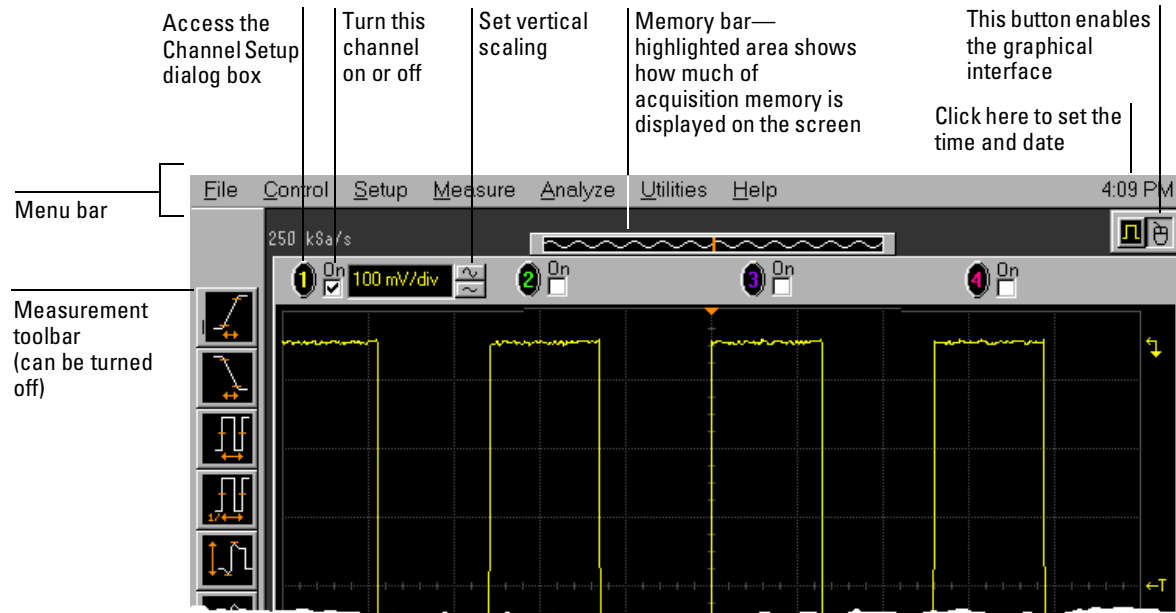 Access the
Channel Setup
dialog box
Turn this
channel
on or off
Set vertical
scaling
Memory bar—
highlighted area shows
how much of
acquisition memory is
displayed on the screen
This button enables
the graphical
interface
Click here to set the
time and date
Menu bar
File Control Setup Measure Analyze Utilities Help 4:09 PM
250 kSa/s
1 On 100 mV/div 2 On 3 On 4 On
Measurement
toolbar
(can be turned
off)
1/
T